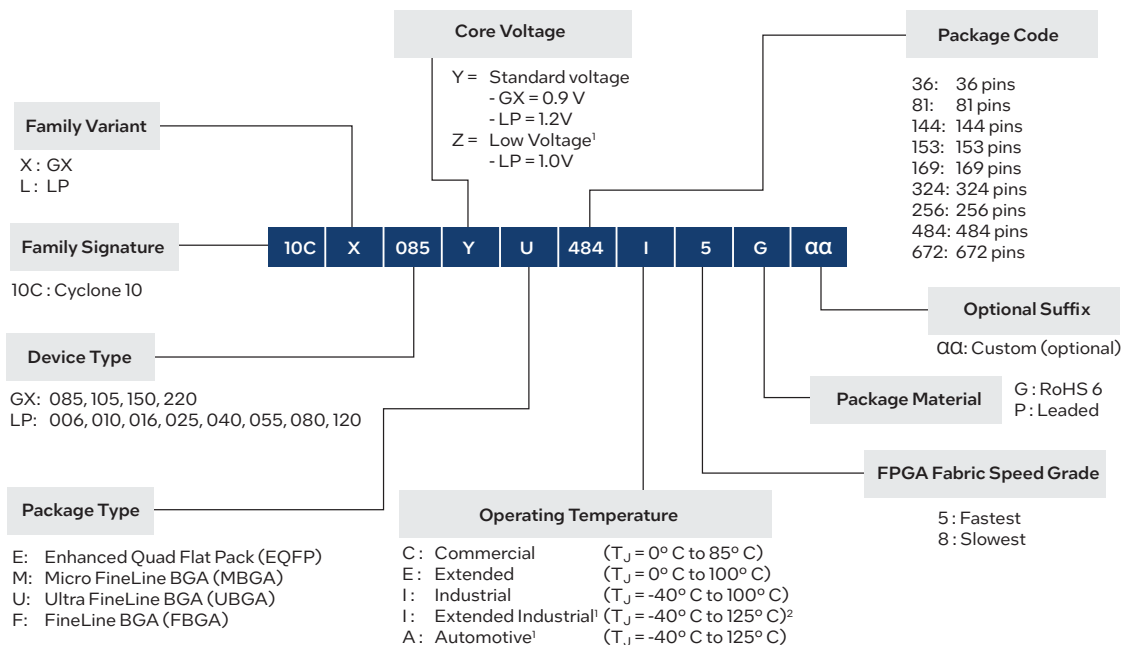 Core Voltage
Y = Standard voltage
- GX = 0.9 V
- LP = 1.2V
Z = Low Voltage¹
- LP = 1.0V
Package Code
36: 36 pins
81: 81 pins
144: 144 pins
153: 153 pins
169: 169 pins
324: 324 pins
256: 256 pins
484: 484 pins
672: 672 pins
Family Variant
X : GX
L : LP
Family Signature
10C : Cyclone 10
10C X 085 Y U 484 I 5 G αα
Optional Suffix
αα: Custom (optional)
Device Type
GX: 085, 105, 150, 220
LP: 006, 010, 016, 025, 040, 055, 080, 120
Package Material
G : RoHS 6
P : Leaded
FPGA Fabric Speed Grade
5 : Fastest
8 : Slowest
Package Type
E: Enhanced Quad Flat Pack (EQFP)
M: Micro FineLine BGA (MBGA)
U: Ultra FineLine BGA (UBGA)
F: FineLine BGA (FBGA)
Operating Temperature
C : Commercial (TJ = 0º C to 85º C)
E : Extended (TJ = 0º C to 100º C)
I : Industrial (TJ = -40º C to 100º C)
I : Extended Industrial¹ (TJ = -40º C to 125º C)²
A : Automotive¹ (TJ = -40º C to 125º C)